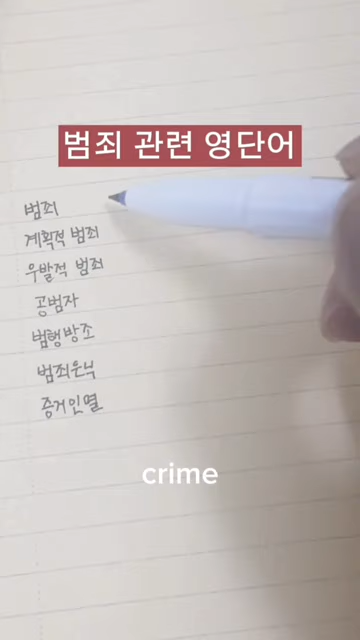 범죄 관련 영단어
범죄
계획적 범죄
우발적 범죄
공범자
범행방조
범죄은닉
증거인멸
crime